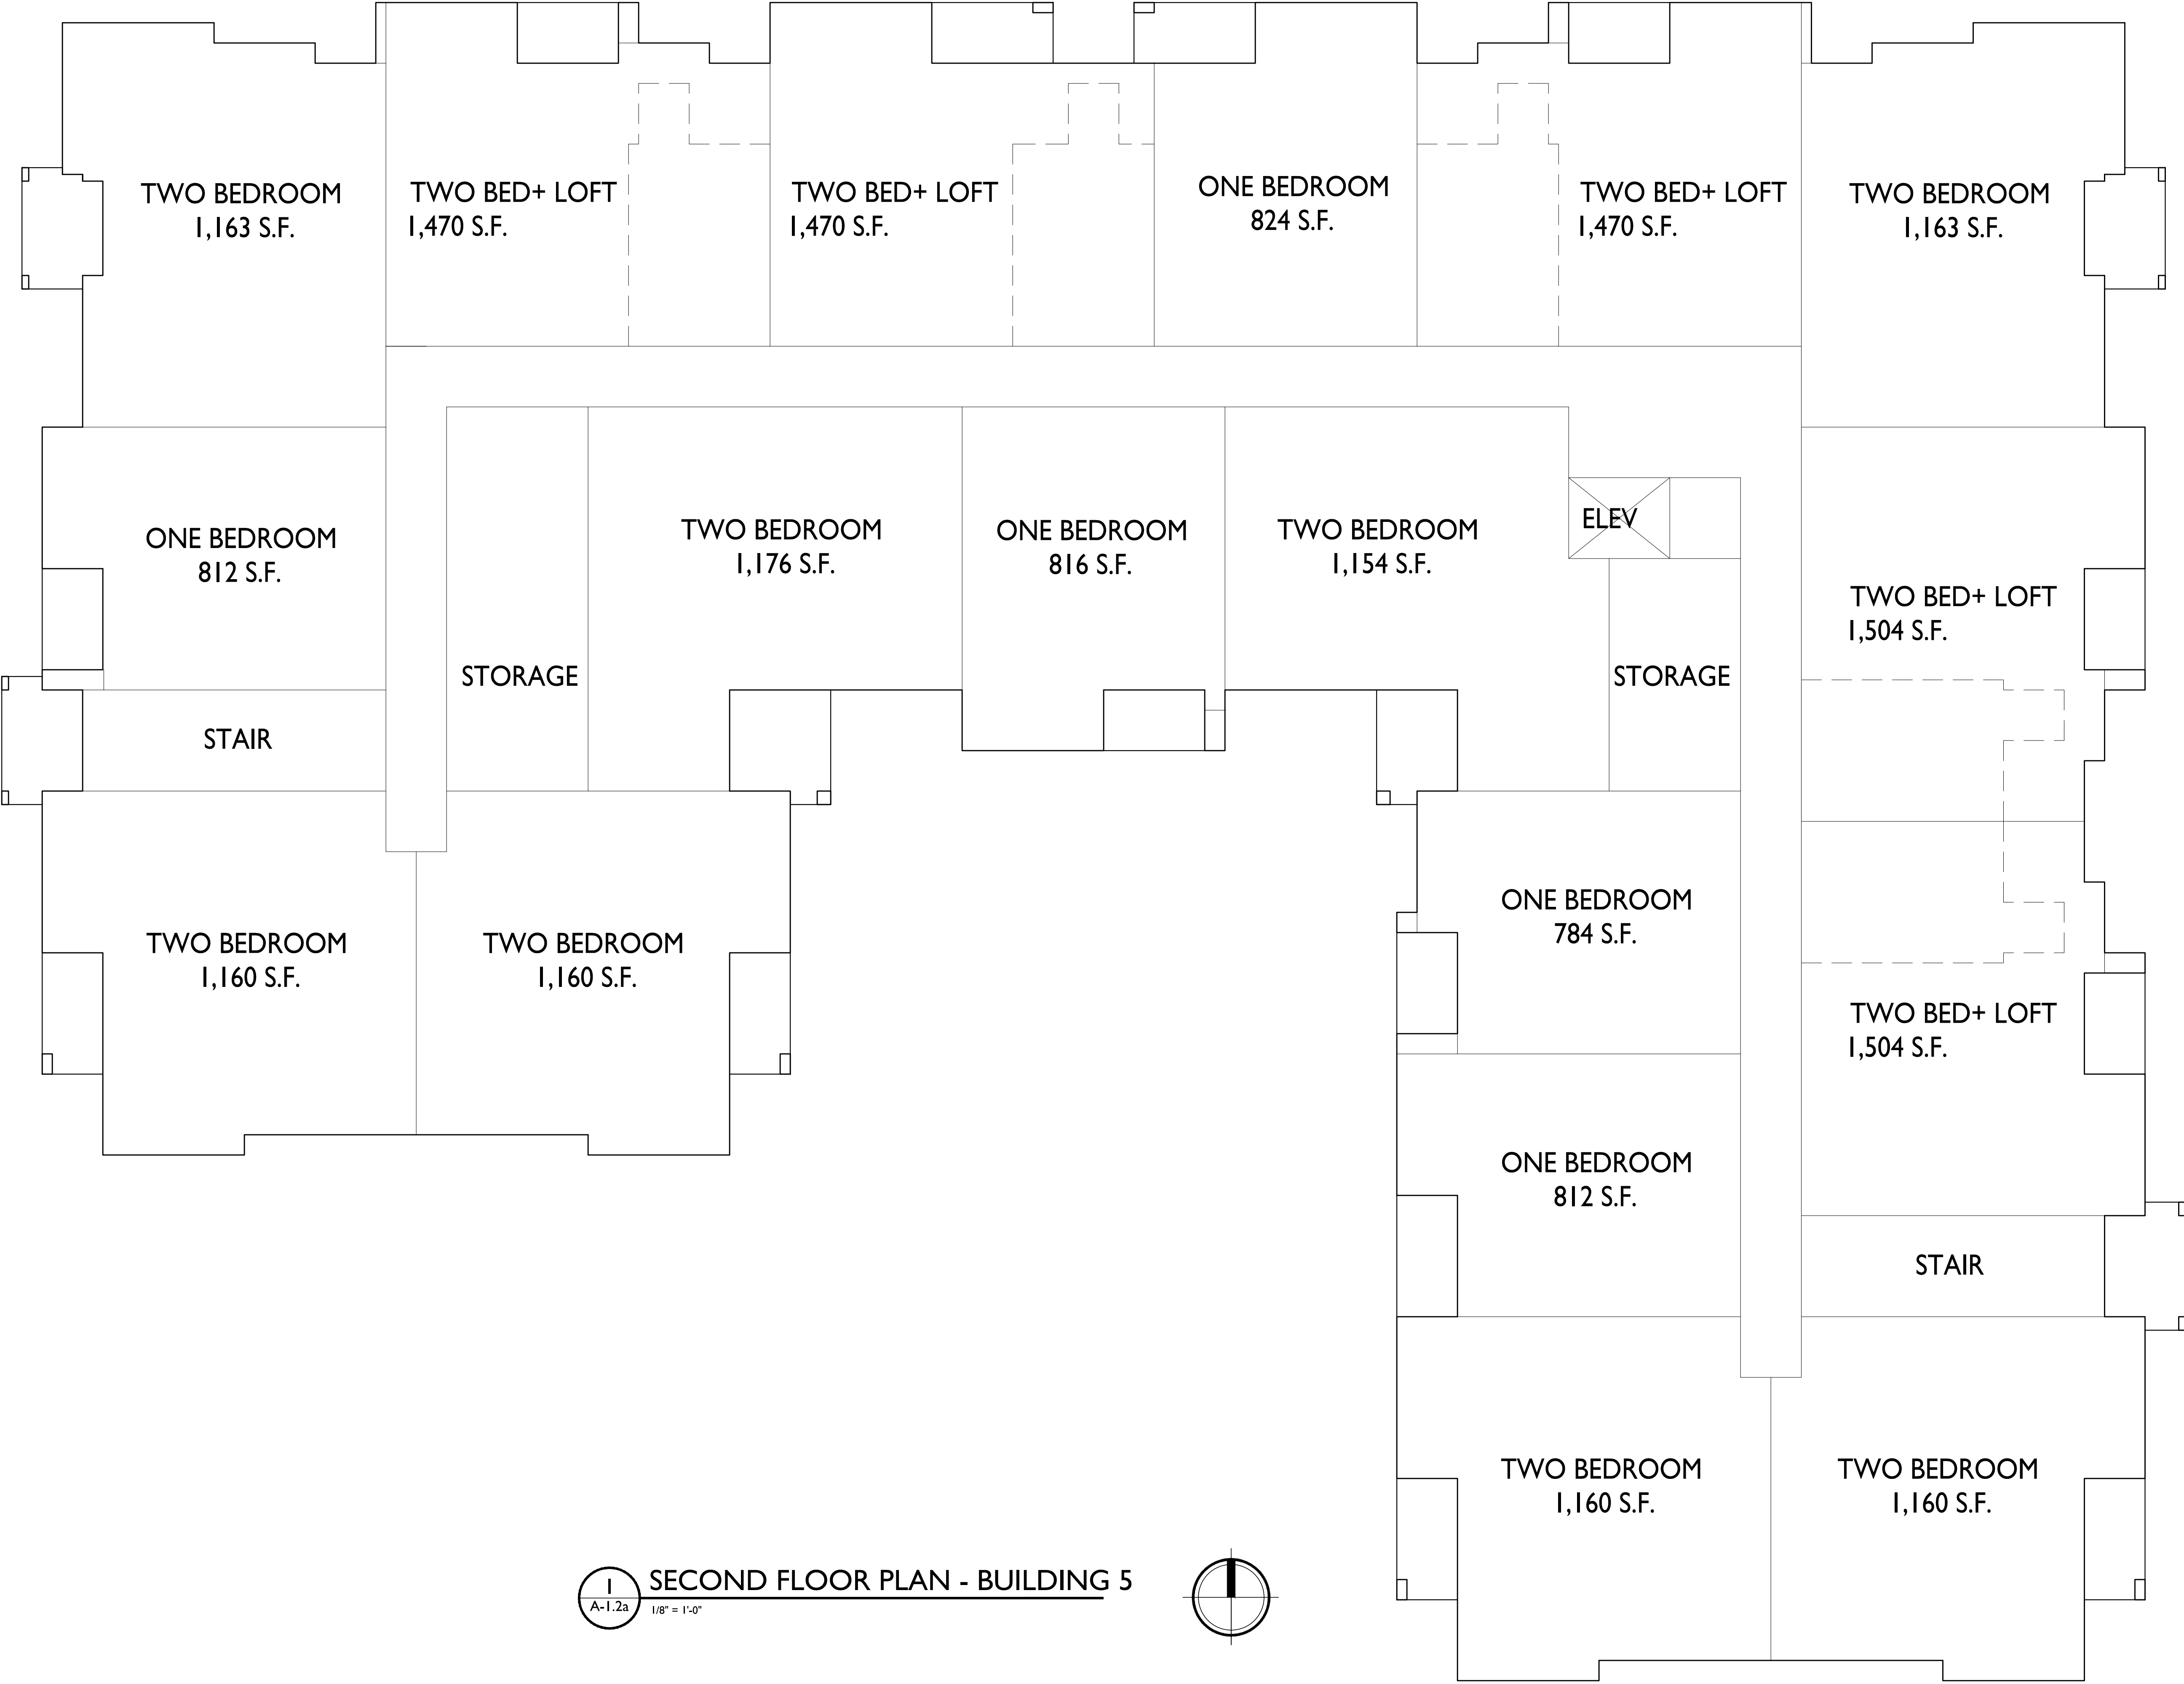 TWO BEDROOM
1,163 S.F.
TWO BED+ LOFT
1,470 S.F.
TWO BED+ LOFT
1,470 S.F.
ONE BEDROOM
824 S.F.
TWO BED+ LOFT
1,470 S.F.
TWO BEDROOM
1,163 S.F.
ONE BEDROOM
812 S.F.
TWO BEDROOM
1,176 S.F.
ONE BEDROOM
816 S.F.
TWO BEDROOM
1,154 S.F.
ELEV
TWO BED+ LOFT
1,504 S.F.
STORAGE
STORAGE
STAIR
ONE BEDROOM
784 S.F.
TWO BEDROOM
1,160 S.F.
TWO BEDROOM
1,160 S.F.
TWO BED+ LOFT
1,504 S.F.
ONE BEDROOM
812 S.F.
STAIR
TWO BEDROOM
1,160 S.F.
TWO BEDROOM
1,160 S.F.
1
A-1.2a
SECOND FLOOR PLAN - BUILDING 5
1/8" = 1'-0"